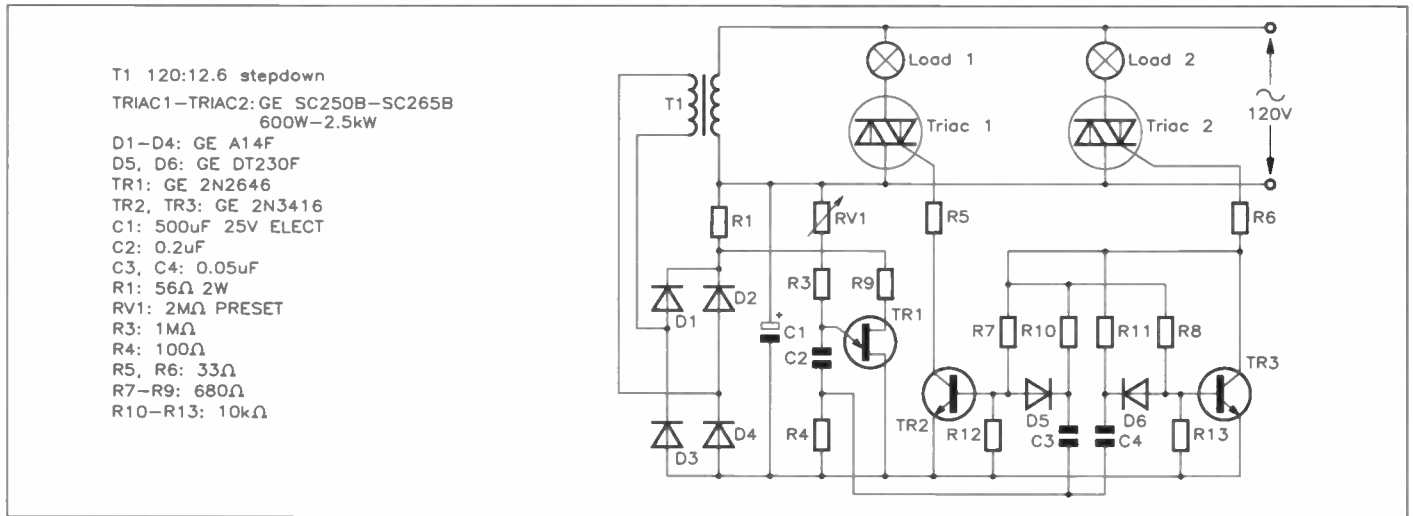 T1 120:12.6 stepdown
TRIAC1-TRIAC2: GE SC250B-SC265B
600W-2.5kW
D1-D4: GE A14F
D5, D6: GE DT230F
TR1: GE 2N2646
TR2, TR3: GE 2N3416
C1: 500uF 25V ELECT
C2: 0.2uF
C3, C4: 0.05uF
R1: 56Ω 2W
RV1: 2MΩ PRESET
R3: 1MΩ
R4: 100Ω
R5, R6: 33Ω
R7-R9: 680Ω
R10-R13: 10kΩ
Load 1
Load 2
T1
Triac 1
Triac 2
120V
R1
RV1
R5
R6
D1
D2
R3
R9
TR1
C1
+
C2
R7
R10
R11
R8
TR3
TR2
D3
D4
R4
R12
D5
C3
D6
C4
R13